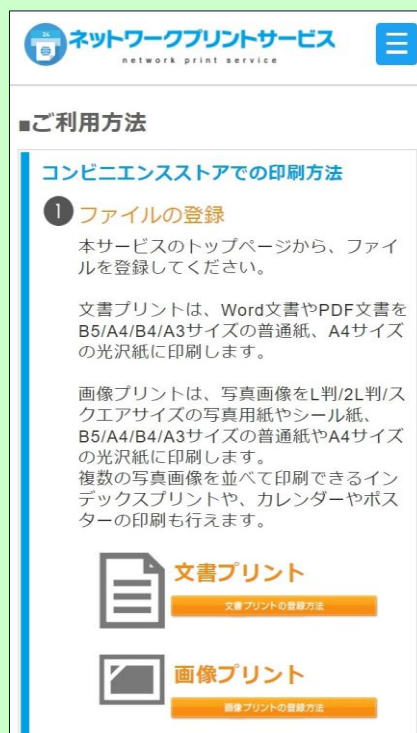 24
ネットワークプリントサービス
network print service
■ご利用方法
コンビニエンスストアでの印刷方法
1 ファイルの登録
本サービスのトップページから、ファイ
ルを登録してください。
文書プリントは、Word文書やPDF文書を
B5/A4/B4/A3サイズの普通紙、A4サイズ
の光沢紙に印刷します。
画像プリントは、写真画像をL判/2L判/ス
クエアサイズの写真用紙やシール紙、
B5/A4/B4/A3サイズの普通紙やA4サイズ
の光沢紙に印刷します。
複数の写真画像を並べて印刷できるイン
デックスプリントや、カレンダーやポス
ターの印刷も行えます。
文書プリント
文書プリントの登録方法
画像プリント
画像プリントの登録方法